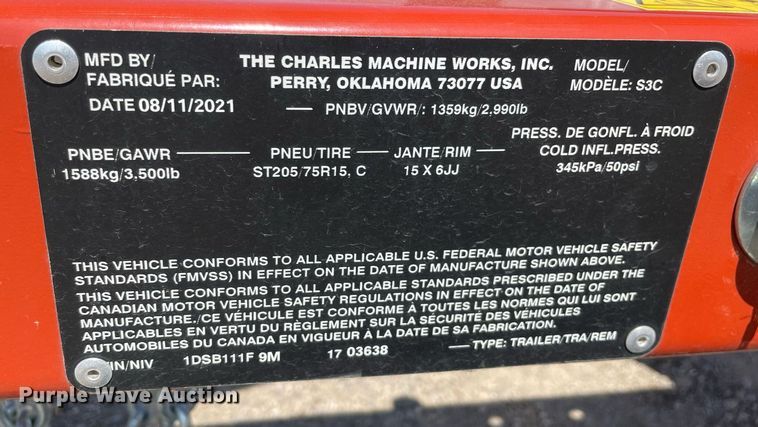 MFD BY/ THE CHARLES MACHINE WORKS, INC. MODEL/
FABRIQUÉ PAR: PERRY, OKLAHOMA 73077 USA MODÈLE: S3C
DATE 08/11/2021 PNBV/GVWR/: 1359kg/2,990lb
PRESS. DE GONFL. À FROID
PNBE/GAWR PNEU/TIRE JANTE/RIM COLD INFL.PRESS.
1588kg/3,500lb ST205/75R15, C 15 X 6JJ 345kPa/50psi
THIS VEHICLE CONFORMS TO ALL APPLICABLE U.S. FEDERAL MOTOR VEHICLE SAFETY
STANDARDS (FMVSS) IN EFFECT ON THE DATE OF MANUFACTURE SHOWN ABOVE.
THIS VEHICLE CONFORMS TO ALL APPLICABLE STANDARDS PRESCRIBED UNDER THE
CANADIAN MOTOR VEHICLE SAFETY REGULATIONS IN EFFECT ON THE DATE OF
MANUFACTURE./CE VÉHICULE EST CONFORME À TOUTES LES NORMES QUI LUI SONT
APPLICABLES EN VERTU DU RÈGLEMENT SUR LA SÉCURITÉ DES VÉHICULES
AUTOMOBILES DU CANADA EN VIGUEUR À LA DATE DE SA FABRICATION.
IN/NIV 1DSB111F 9M 17 03638 TYPE: TRAILER/TRA/REM
Purple Wave Auction